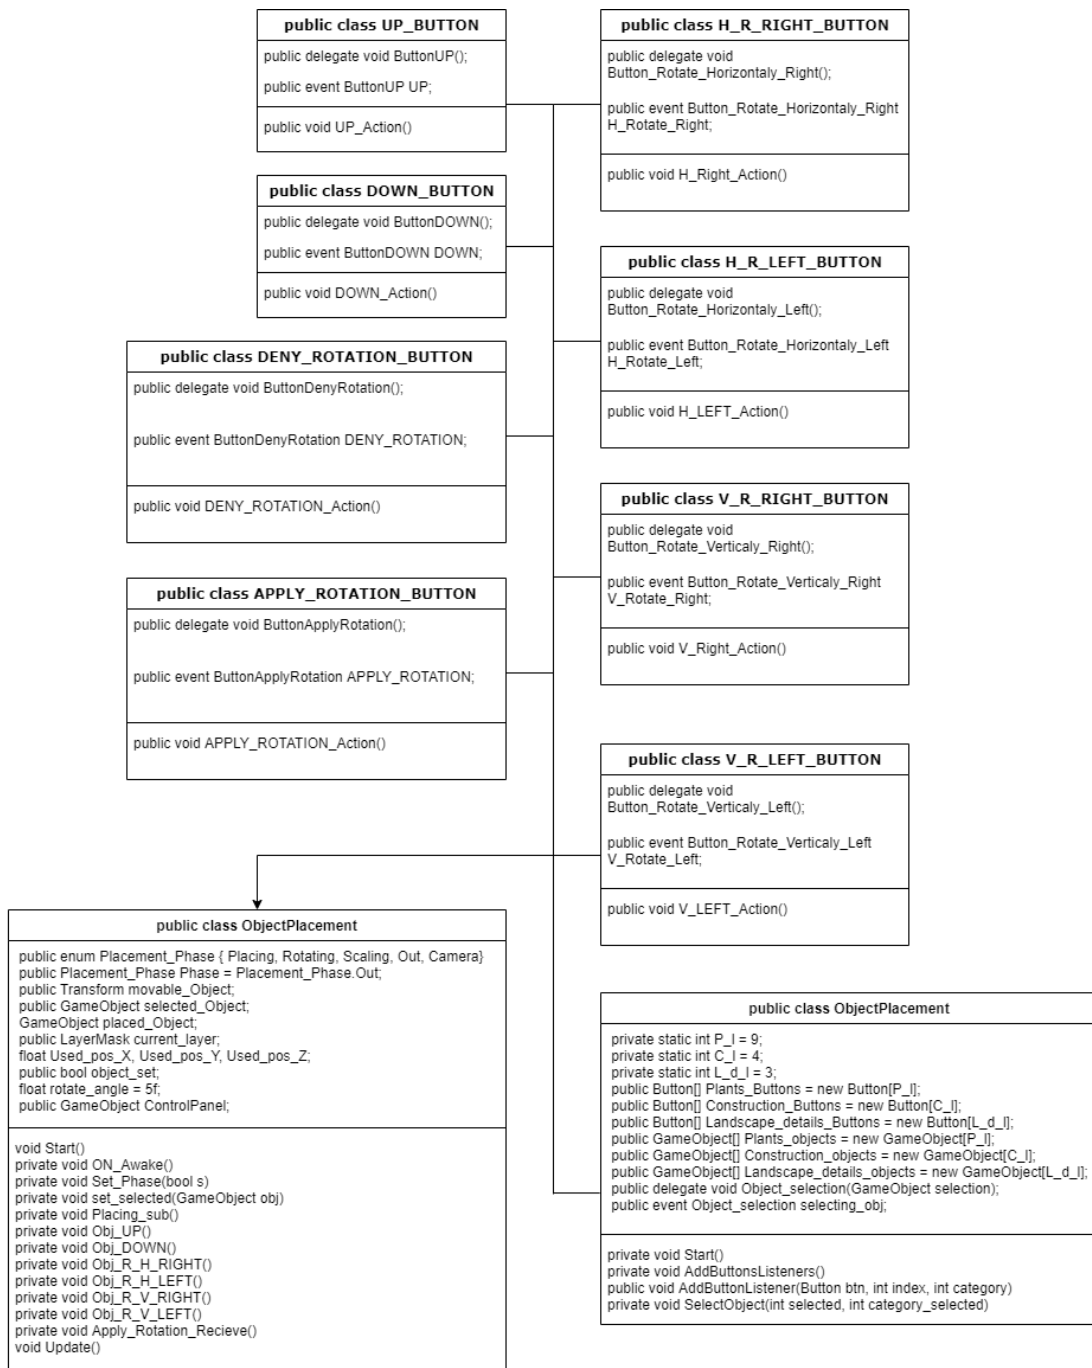 public class UP_BUTTON
public delegate void ButtonUP();
public event ButtonUP UP;
public void UP_Action()
public class H_R_RIGHT_BUTTON
public delegate void
Button_Rotate_Horizontaly_Right();
public event Button_Rotate_Horizontaly_Right
H_Rotate_Right;
public void H_Right_Action()
public class DOWN_BUTTON
public delegate void ButtonDOWN();
public event ButtonDOWN DOWN;
public void DOWN_Action()
public class H_R_LEFT_BUTTON
public delegate void
Button_Rotate_Horizontaly_Left();
public event Button_Rotate_Horizontaly_Left
H_Rotate_Left;
public void H_LEFT_Action()
public class DENY_ROTATION_BUTTON
public delegate void ButtonDenyRotation();
public event ButtonDenyRotation DENY_ROTATION;
public void DENY_ROTATION_Action()
public class V_R_RIGHT_BUTTON
public delegate void
Button_Rotate_Verticaly_Right();
public event Button_Rotate_Verticaly_Right
V_Rotate_Right;
public void V_Right_Action()
public class APPLY_ROTATION_BUTTON
public delegate void ButtonApplyRotation();
public event ButtonApplyRotation APPLY_ROTATION;
public void APPLY_ROTATION_Action()
public class V_R_LEFT_BUTTON
public delegate void
Button_Rotate_Verticaly_Left();
public event Button_Rotate_Verticaly_Left
V_Rotate_Left;
public void V_LEFT_Action()
public class ObjectPlacement
public enum Placement_Phase { Placing, Rotating, Scaling, Out, Camera}
public Placement_Phase Phase = Placement_Phase.Out;
public Transform movable_Object;
public GameObject selected_Object;
GameObject placed_Object;
public LayerMask current_layer;
float Used_pos_X, Used_pos_Y, Used_pos_Z;
public bool object_set;
float rotate_angle = 5f;
public GameObject ControlPanel;
void Start()
private void ON_Awake()
private void Set_Phase(bool s)
private void set_selected(GameObject obj)
private void Placing_sub()
private void Obj_UP()
private void Obj_DOWN()
private void Obj_R_H_RIGHT()
private void Obj_R_H_LEFT()
private void Obj_R_V_RIGHT()
private void Obj_R_V_LEFT()
private void Apply_Rotation_Recieve()
void Update()
public class ObjectPlacement
private static int P_l = 9;
private static int C_l = 4;
private static int L_d_l = 3;
public Button[] Plants_Buttons = new Button[P_l];
public Button[] Construction_Buttons = new Button[C_l];
public Button[] Landscape_details_Buttons = new Button[L_d_l];
public GameObject[] Plants_objects = new GameObject[P_l];
public GameObject[] Construction_objects = new GameObject[C_l];
public GameObject[] Landscape_details_objects = new GameObject[L_d_l];
public delegate void Object_selection(GameObject selection);
public event Object_selection selecting_obj;
private void Start()
private void AddButtonsListeners()
public void AddButtonListener(Button btn, int index, int category)
private void SelectObject(int selected, int category_selected)